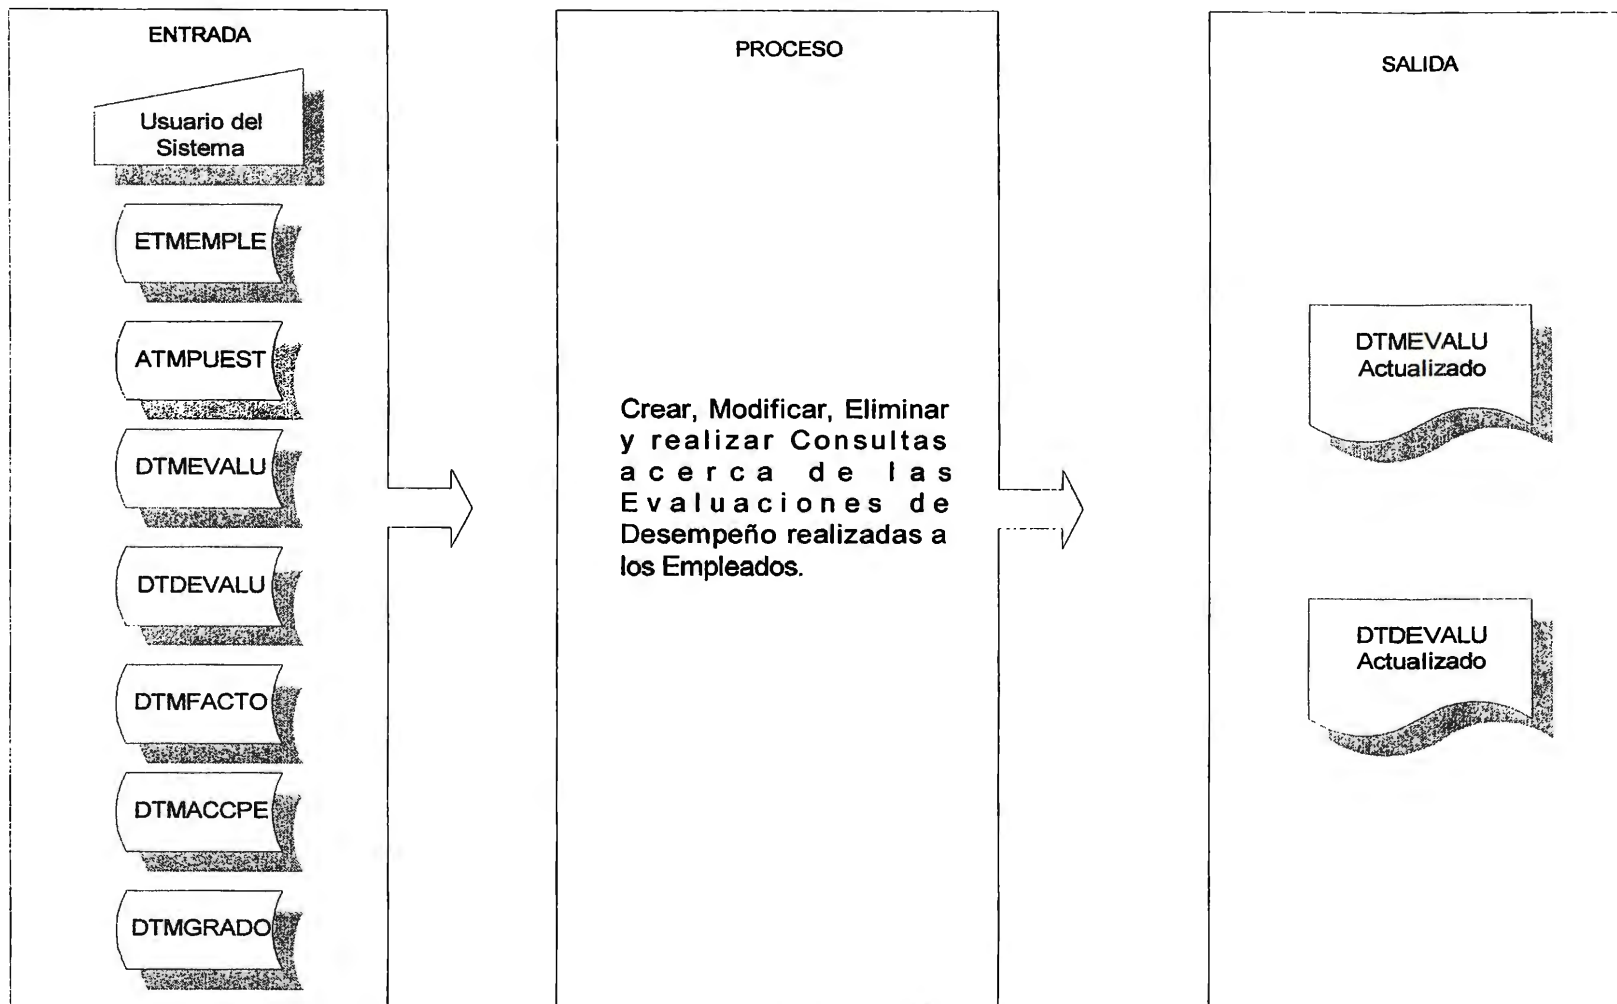 ENTRADA
Usuario del
Sistema
ETMEMPLE
ATMPUEST
DTMEVALU
DTDEVALU
DTMFACTO
DTMACCPE
DTMGRADO
PROCESO
Crear, Modificar, Eliminar
y realizar Consultas
acerca de las
Evaluaciones de
Desempeño realizadas a
los Empleados.
SALIDA
DTMEVALU
Actualizado
DTDEVALU
Actualizado